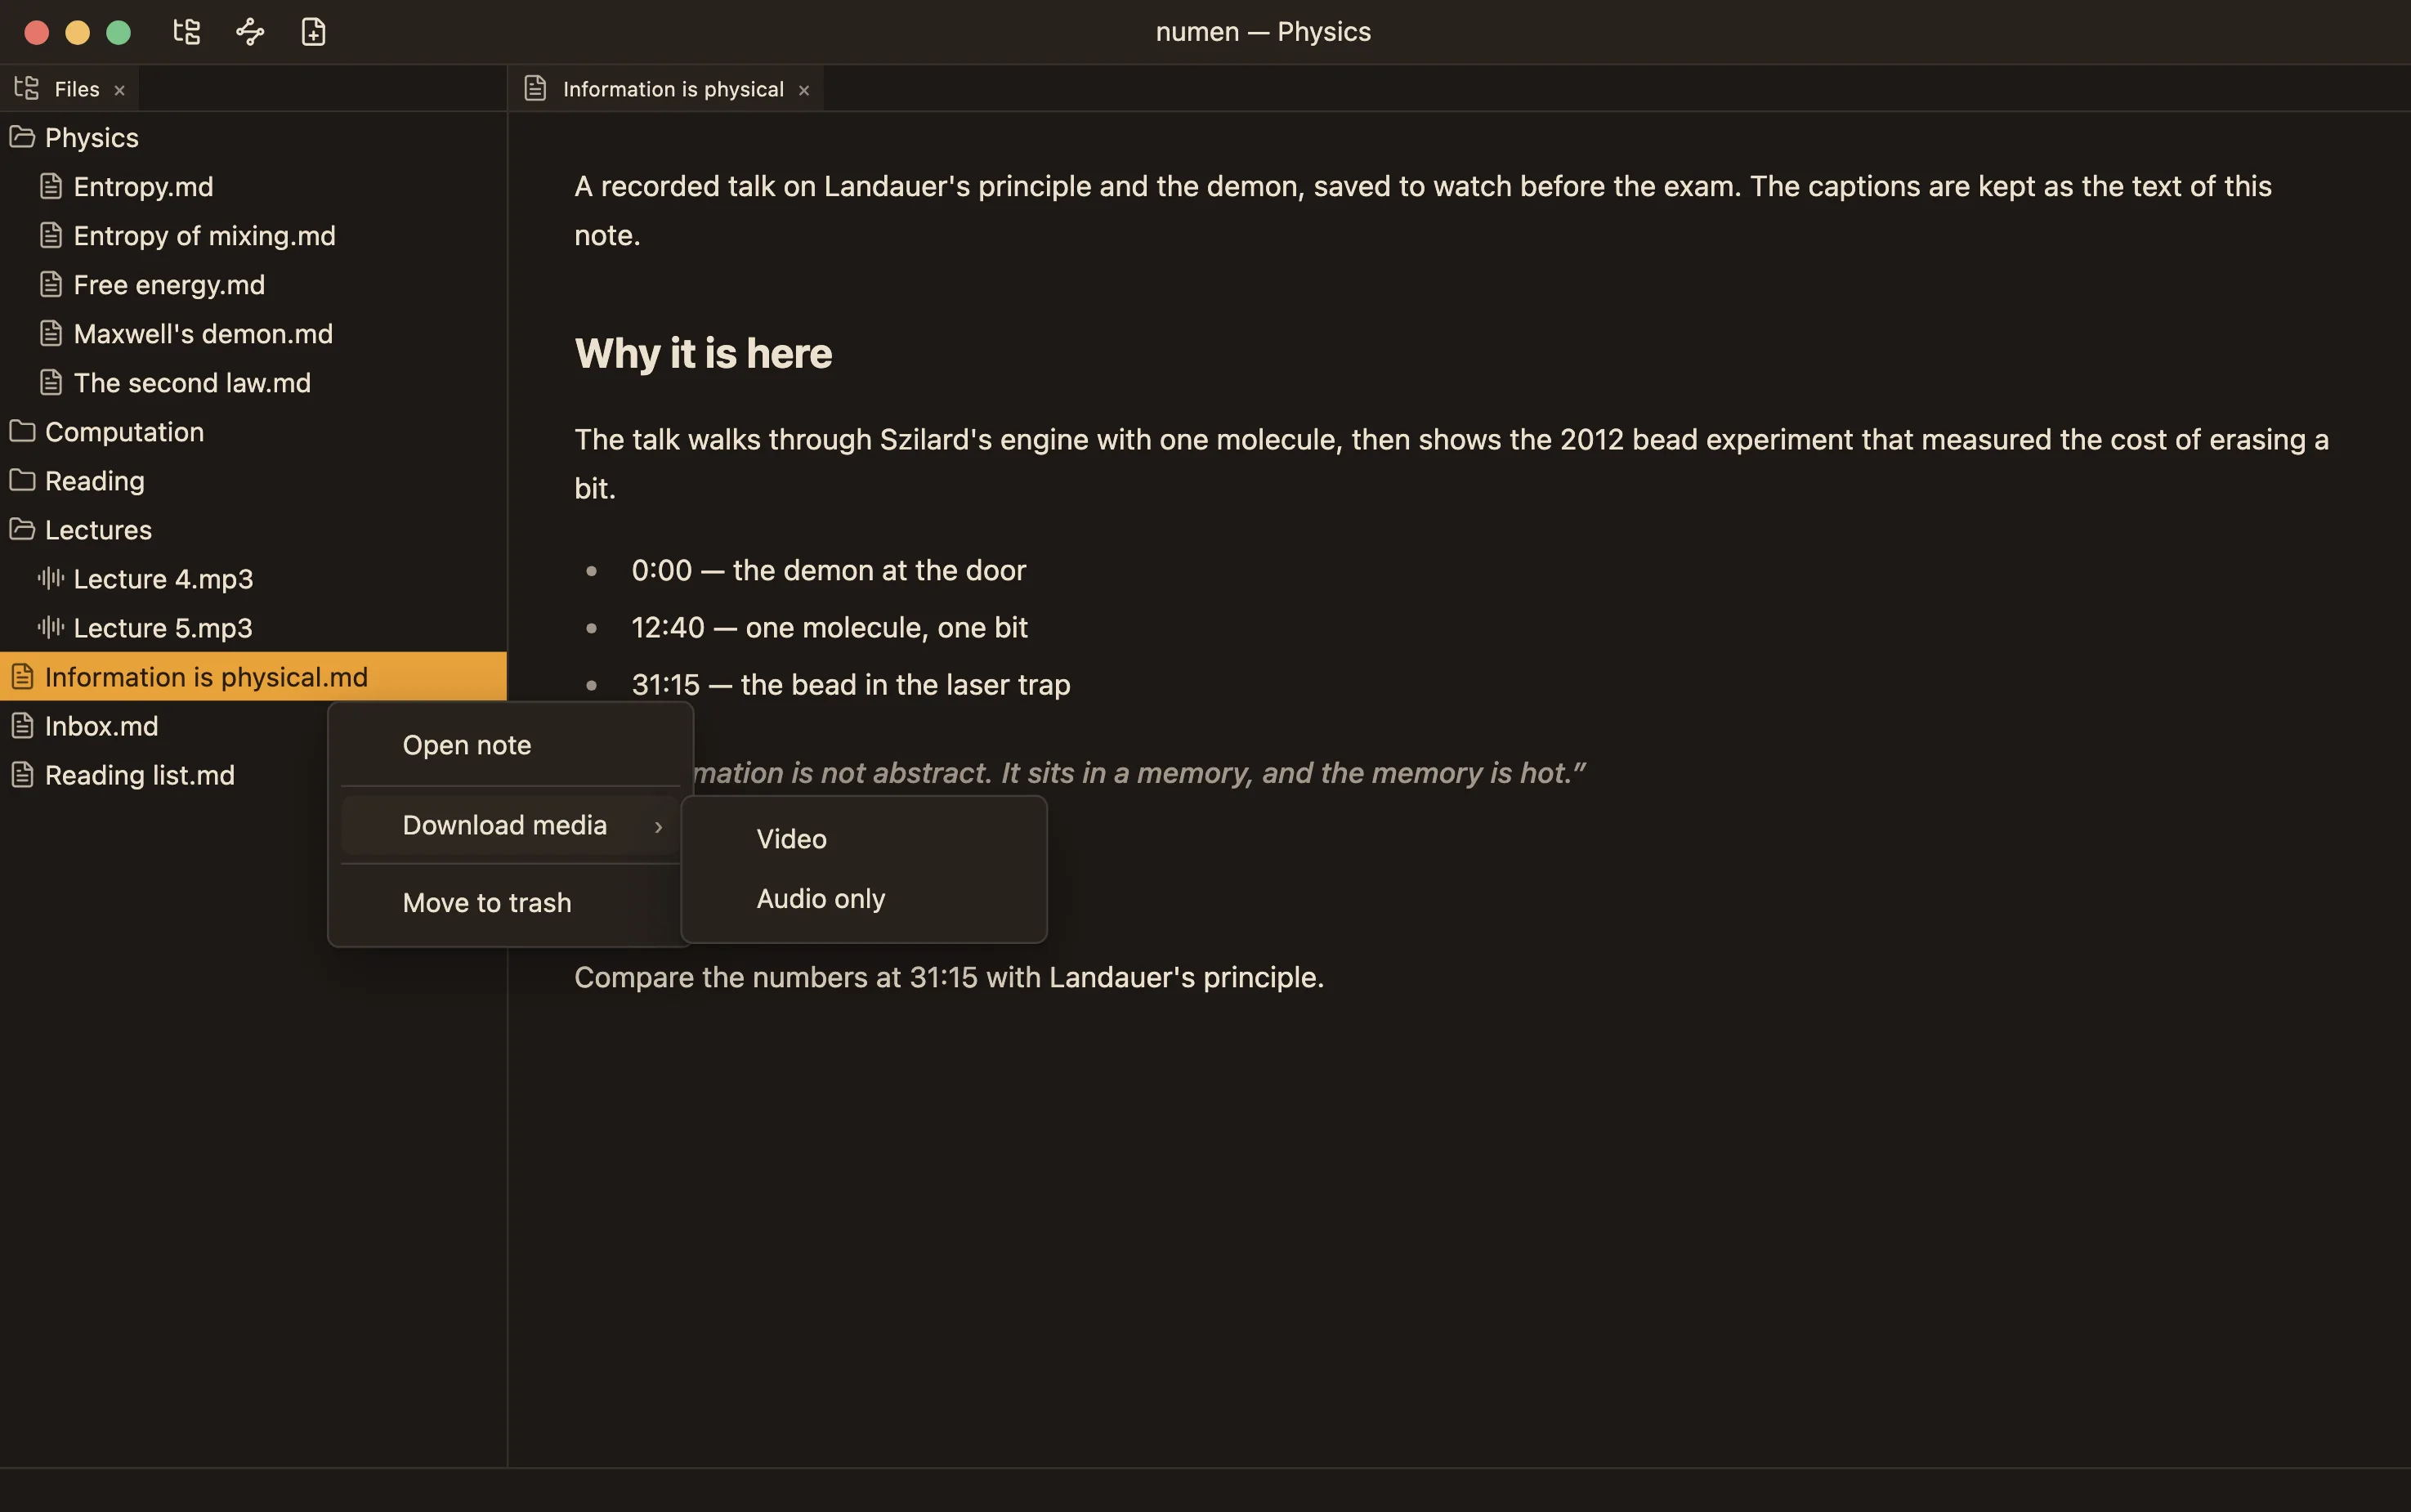 numen — Physics
Files
Information is physical
Physics
Entropy.md
Entropy of mixing.md
Free energy.md
Maxwell's demon.md
The second law.md
Computation
Reading
Lectures
Lecture 4.mp3
Lecture 5.mp3
Information is physical.md
Inbox.md
Reading list.md
A recorded talk on Landauer's principle and the demon, saved to watch before the exam. The captions are kept as the text of this
note.
Why it is here
The talk walks through Szilard's engine with one molecule, then shows the 2012 bead experiment that measured the cost of erasing a
bit.
0:00 — the demon at the door
12:40 — one molecule, one bit
31:15 — the bead in the laser trap
is not abstract. It sits in a memory, and the memory is hot.”
Open note
Download media
Move to trash
Video
Audio only
Compare the numbers at 31:15 with Landauer's principle.